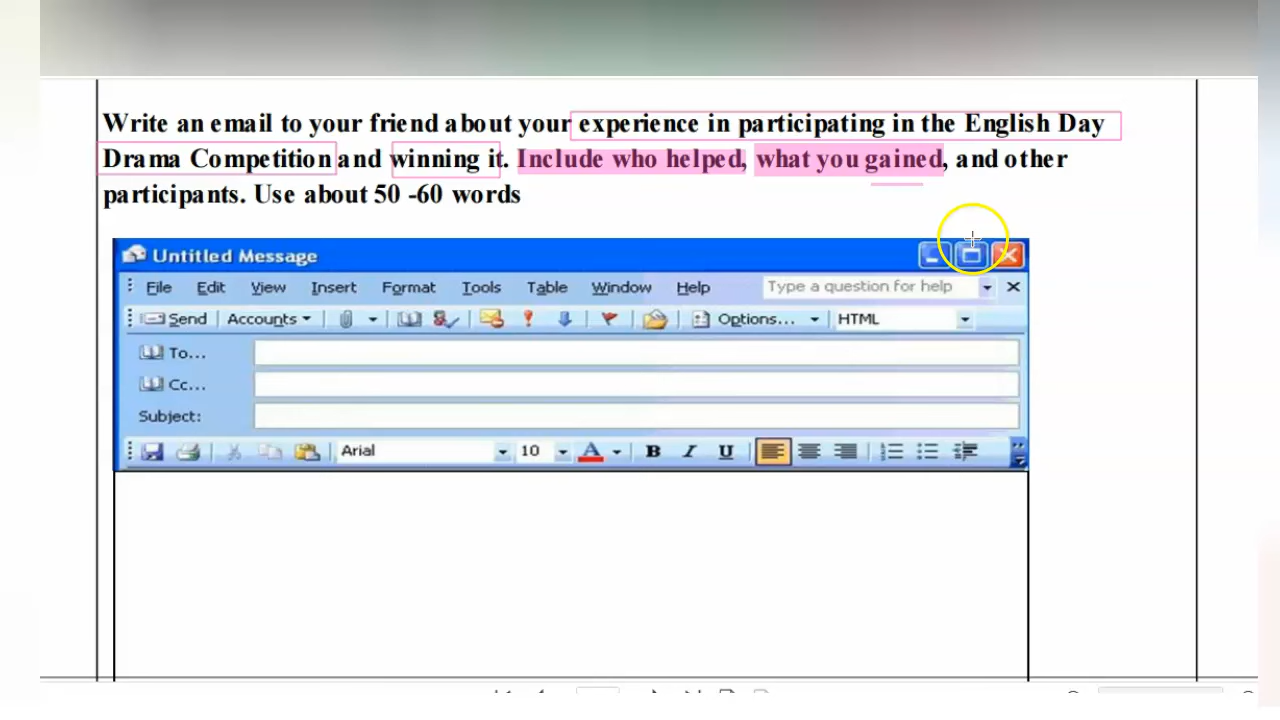 Write an email to your friend about your experience in participating in the English Day
Drama Competition and winning it. Include who helped, what you gained, and other
participants. Use about 50 -60 words
Untitled Message
File Edit View Insert Format Tools Table Window Help Type a question for help
Send Accounts Options... HTML
To...
Cc...
Subject:
Arial 10 A B I U